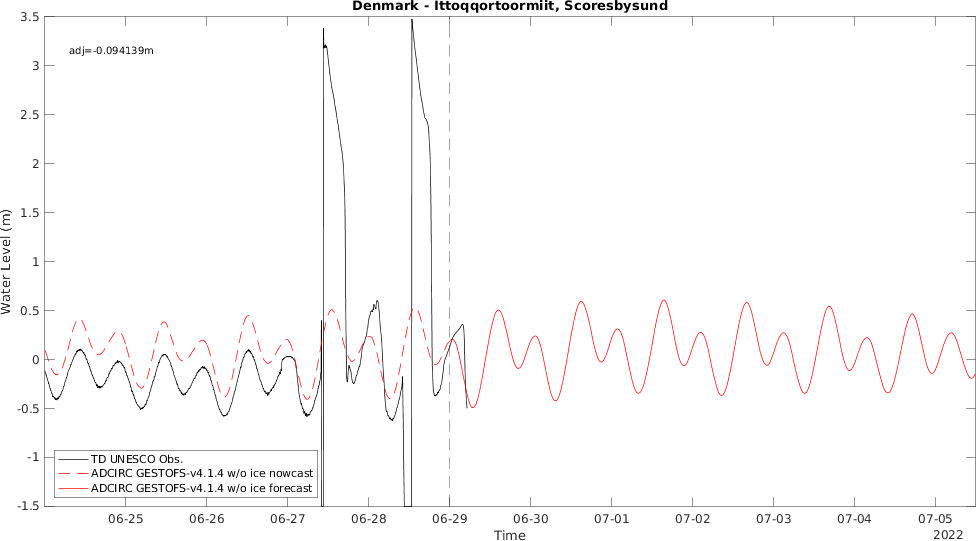 Denmark - Ittoqqortoormiit, Scoresbysund
adj=-0.094139m
3.5
3
2.5
2
1.5
1
0.5
0
-0.5
-1
-1.5
Water Level (m)
TD UNESCO Obs.
ADCIRC GESTOFS-v4.1.4 w/o ice nowcast
ADCIRC GESTOFS-v4.1.4 w/o ice forecast
06-25 06-26 06-27 06-28 06-29 06-30 07-01 07-02 07-03 07-04 07-05
Time
2022